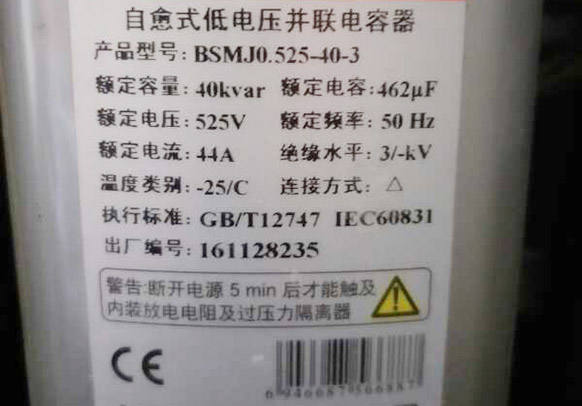 自愈式低电压并联电容器
产品型号: BSMJ0.525-40-3
额定容量: 40kvar 额定电容: 462μF
额定电压: 525V 额定频率: 50 Hz
额定电流: 44A 绝缘水平: 3/-kV
温度类别: -25/C 连接方式: △
执行标准: GB/T12747 IEC60831
出厂编号: 161128235
警告:断开电源 5 min 后才能触及
内装放电电阻及过压力隔离器
CE